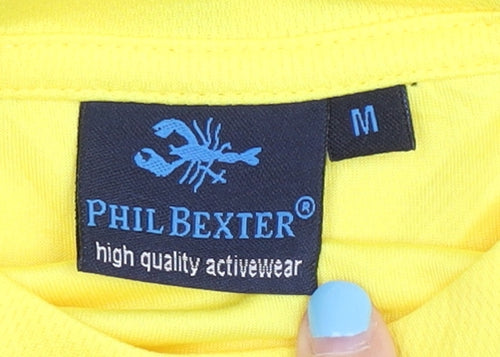 M
PHIL BEXTER®
high quality activewear